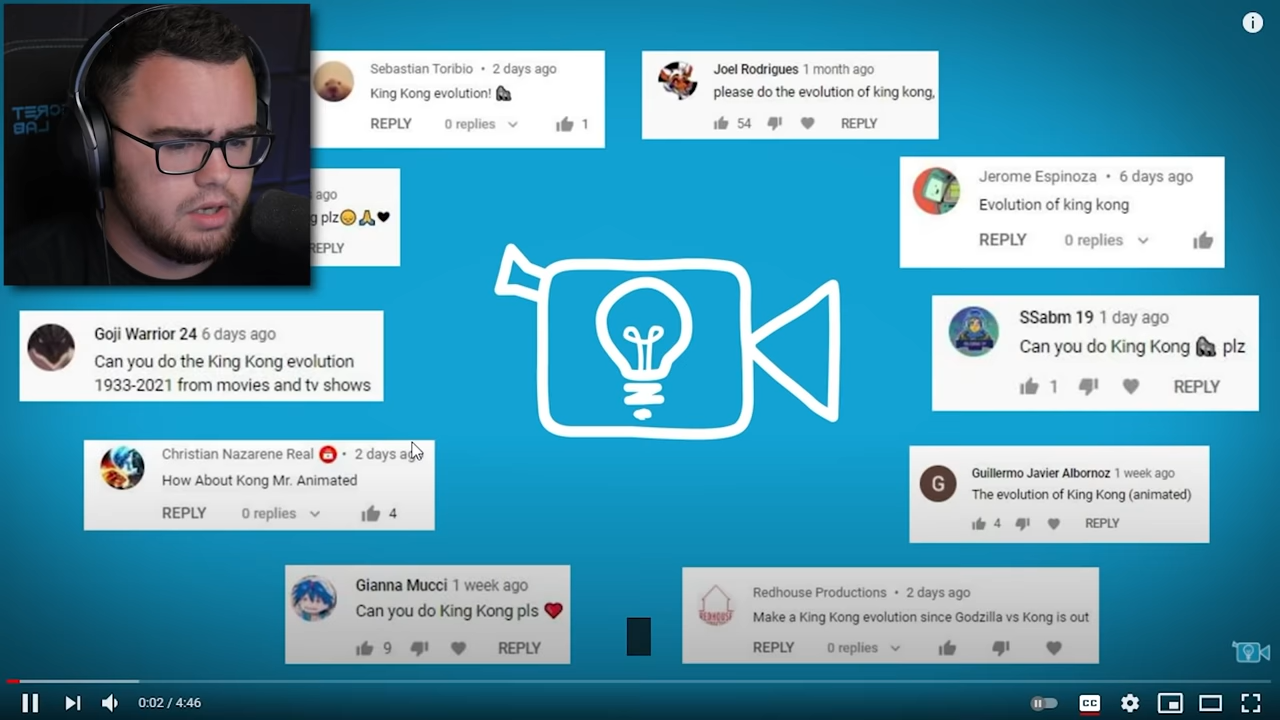 Sebastian Toribio • 2 days ago
King Kong evolution! 🦍
REPLY 0 replies 1
Joel Rodrigues 1 month ago
please do the evolution of king kong,
54 REPLY
ago
g plz😞🙏🖤
REPLY
Jerome Espinoza • 6 days ago
Evolution of king kong
REPLY 0 replies
Goji Warrior 24 6 days ago
Can you do the King Kong evolution
1933-2021 from movies and tv shows
SSabm 19 1 day ago
Can you do King Kong 🦍 plz
1 REPLY
Christian Nazarene Real • 2 days ago
How About Kong Mr. Animated
REPLY 0 replies 4
G
Guillermo Javier Albornoz 1 week ago
The evolution of King Kong (animated)
4 REPLY
Gianna Mucci 1 week ago
Can you do King Kong pls ❤️
9 REPLY
REDHOUSE
Redhouse Productions • 2 days ago
Make a King Kong evolution since Godzilla vs Kong is out
REPLY 0 replies
0:02 / 4:46
CC